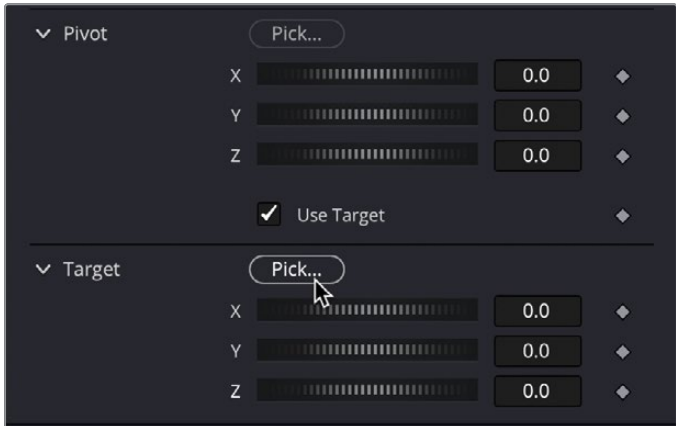 Pivot Pick...
X 0.0
Y 0.0
Z 0.0
Use Target
Target Pick...
X 0.0
Y 0.0
Z 0.0